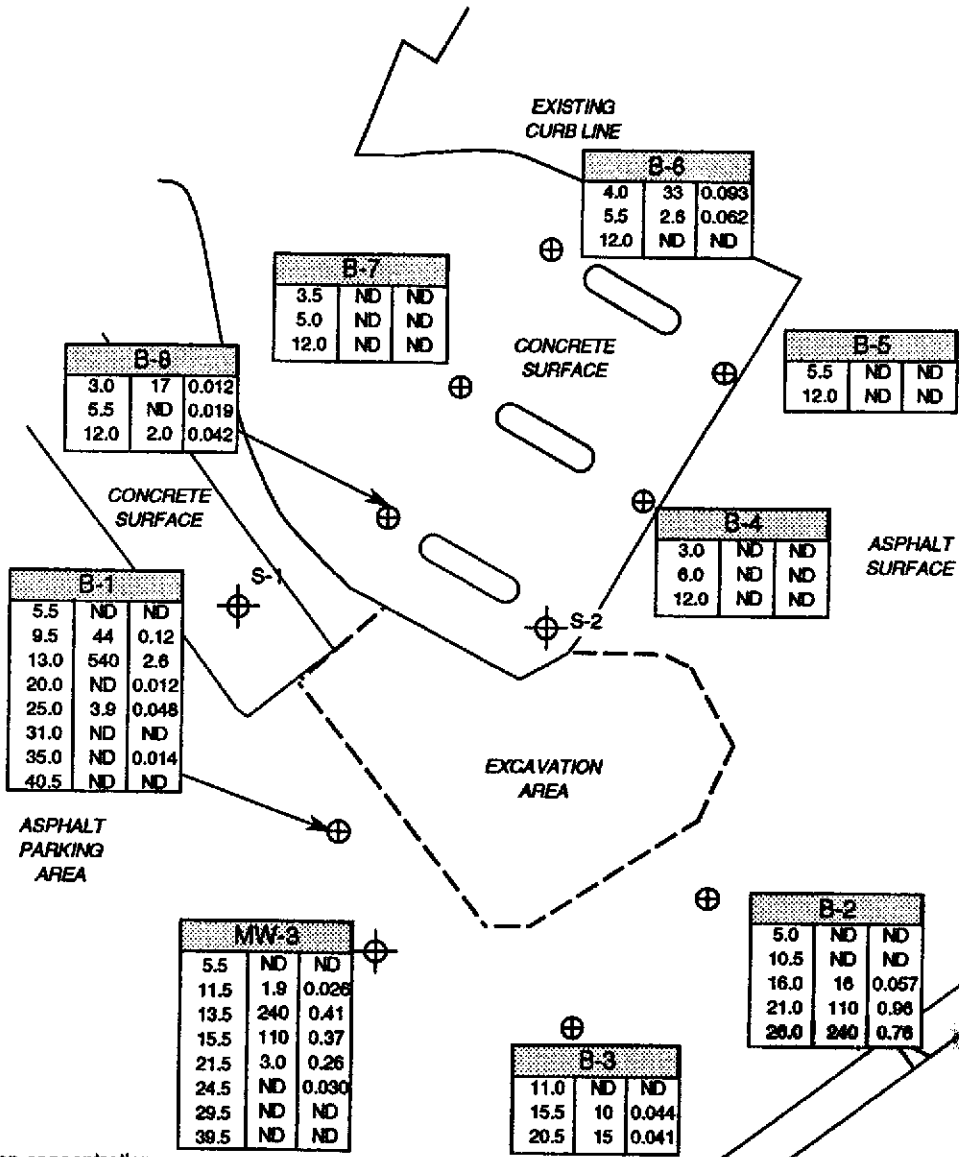 EXISTING
CURB LINE
B-6
4.0 33 0.093
5.5 2.6 0.062
12.0 ND ND
B-7
3.5 ND ND
5.0 ND ND
12.0 ND ND
CONCRETE
SURFACE
B-5
5.5 ND ND
12.0 ND ND
B-8
3.0 17 0.012
5.5 ND 0.019
12.0 2.0 0.042
CONCRETE
SURFACE
B-4
3.0 ND ND
6.0 ND ND
12.0 ND ND
ASPHALT
SURFACE
S-1
S-2
B-1
5.5 ND ND
9.5 44 0.12
13.0 540 2.6
20.0 ND 0.012
25.0 3.9 0.048
31.0 ND ND
35.0 ND 0.014
40.5 ND ND
EXCAVATION
AREA
ASPHALT
PARKING
AREA
MW-3
5.5 ND ND
11.5 1.9 0.026
13.5 240 0.41
15.5 110 0.37
21.5 3.0 0.26
24.5 ND 0.030
29.5 ND ND
39.5 ND ND
B-2
5.0 ND ND
10.5 ND ND
16.0 16 0.057
21.0 110 0.96
26.0 240 0.76
B-3
11.0 ND ND
15.5 10 0.044
20.5 15 0.041